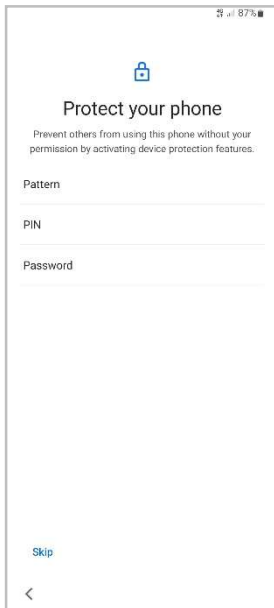 87%
Protect your phone
Prevent others from using this phone without your
permission by activating device protection features.
Pattern
PIN
Password
Skip